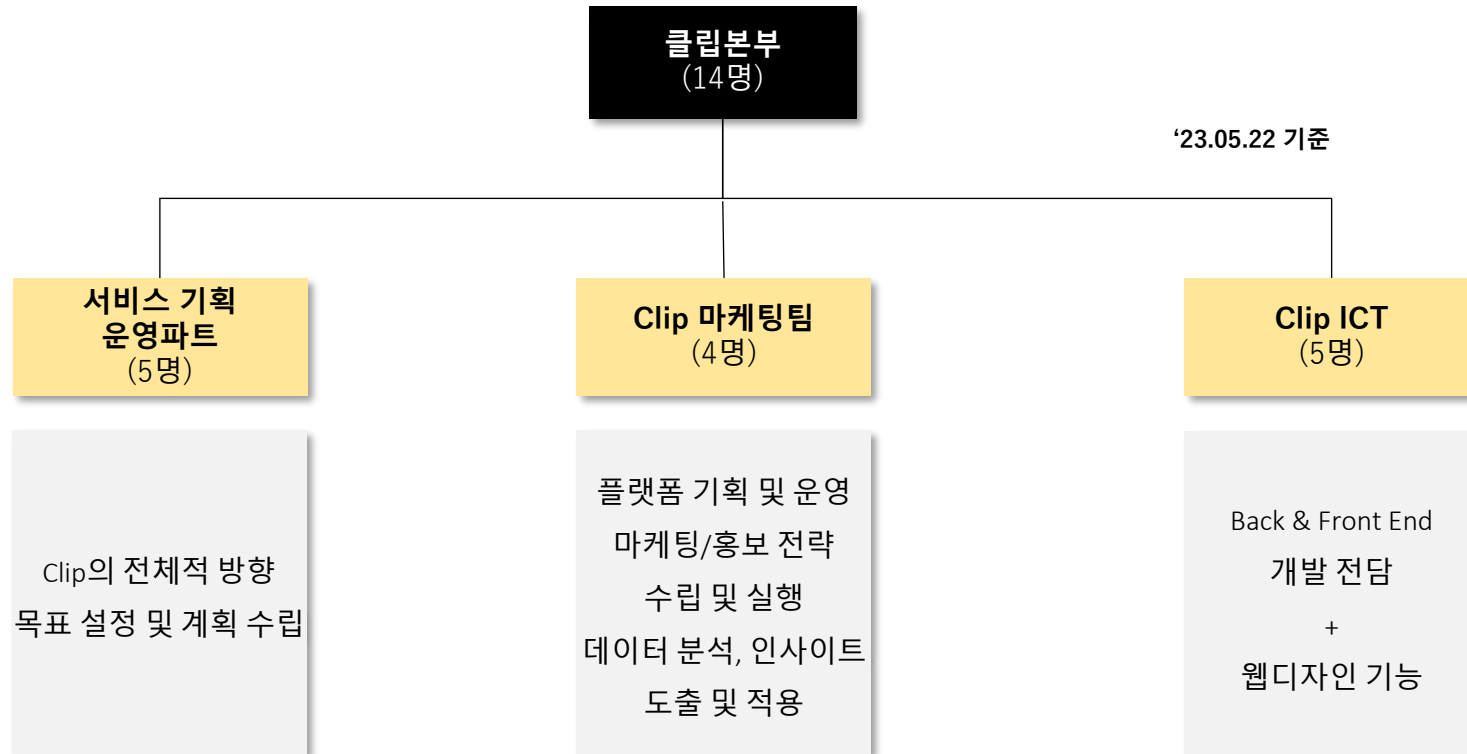 클립본부
(14명)
‘23.05.22 기준
서비스 기획
운영파트
(5명)
Clip 마케팅팀
(4명)
Clip ICT
(5명)
Clip의 전체적 방향
목표 설정 및 계획 수립
플랫폼 기획 및 운영
마케팅/홍보 전략
수립 및 실행
데이터 분석, 인사이트
도출 및 적용
Back & Front End
개발 전담
+
웹디자인 기능